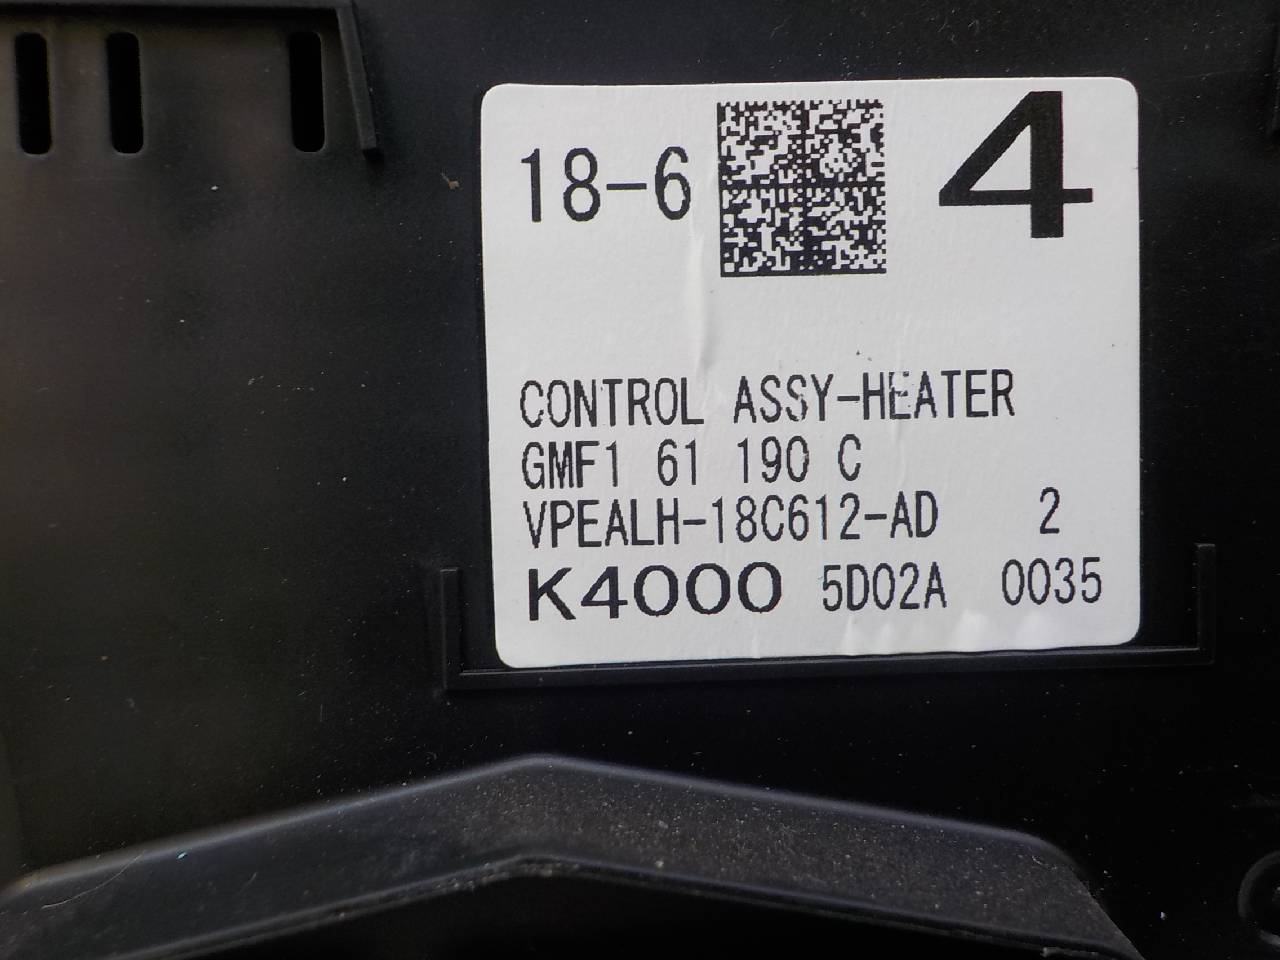 18-6
4
CONTROL ASSY-HEATER
GMF1 61 190 C
VPEALH-18C612-AD 2
K4000 5D02A 0035